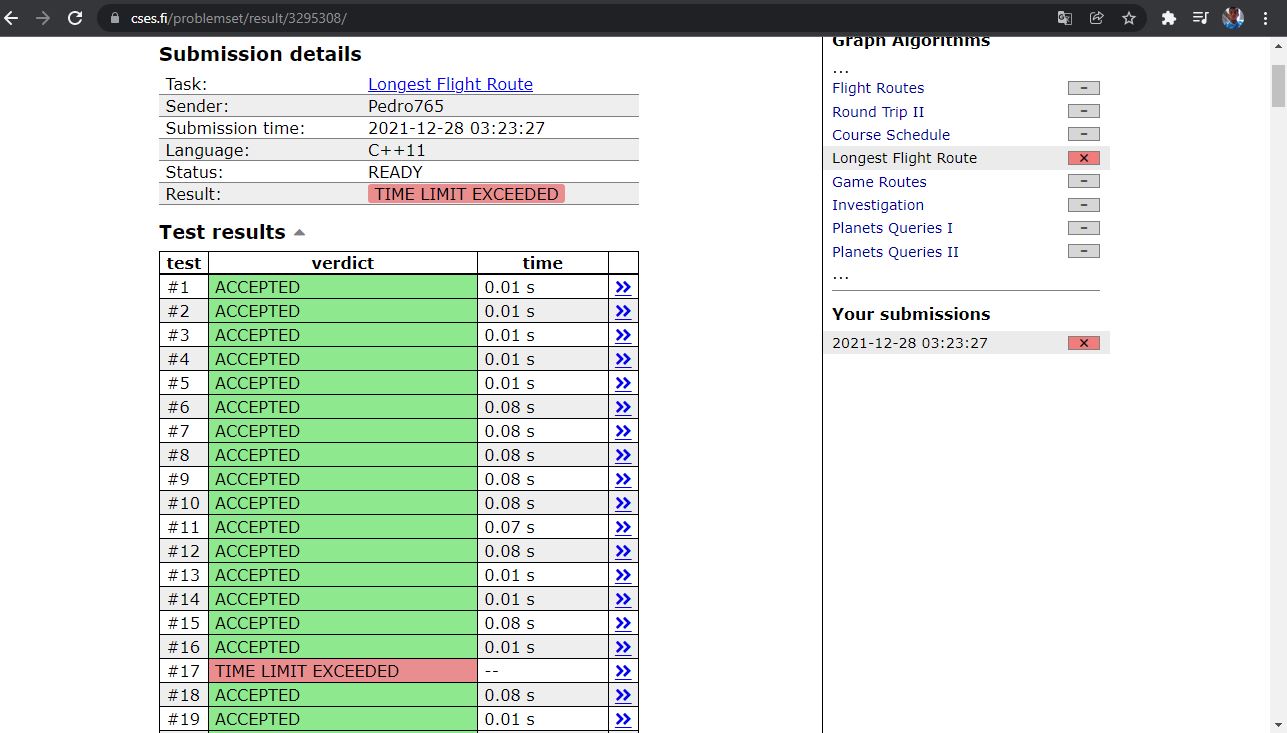 cses.fi/problemset/result/3295308/
Submission details
Task: Longest Flight Route
Sender: Pedro765
Submission time: 2021-12-28 03:23:27
Language: C++11
Status: READY
Result: TIME LIMIT EXCEEDED
Test results
test verdict time
#1 ACCEPTED 0.01 s >>
#2 ACCEPTED 0.01 s >>
#3 ACCEPTED 0.01 s >>
#4 ACCEPTED 0.01 s >>
#5 ACCEPTED 0.01 s >>
#6 ACCEPTED 0.08 s >>
#7 ACCEPTED 0.08 s >>
#8 ACCEPTED 0.08 s >>
#9 ACCEPTED 0.08 s >>
#10 ACCEPTED 0.08 s >>
#11 ACCEPTED 0.07 s >>
#12 ACCEPTED 0.08 s >>
#13 ACCEPTED 0.01 s >>
#14 ACCEPTED 0.01 s >>
#15 ACCEPTED 0.08 s >>
#16 ACCEPTED 0.01 s >>
#17 TIME LIMIT EXCEEDED -- >>
#18 ACCEPTED 0.08 s >>
#19 ACCEPTED 0.01 s >>
Graph Algorithms
...
Flight Routes –
Round Trip II –
Course Schedule –
Longest Flight Route ×
Game Routes –
Investigation –
Planets Queries I –
Planets Queries II –
...
Your submissions
2021-12-28 03:23:27 ×